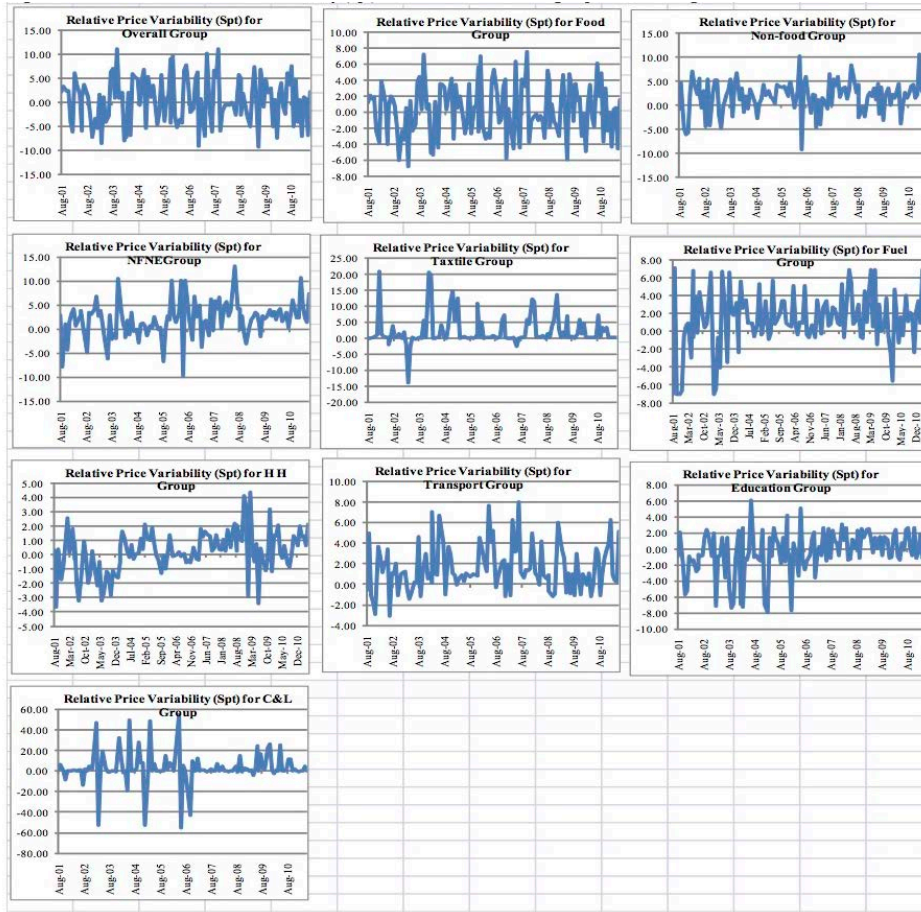 Relative Price Variability (Spt) for
Overall Group
15.00
10.00
5.00
0.00
-5.00
-10.00
-15.00
Aug-01
Aug-02
Aug-03
Aug-04
Aug-05
Aug-06
Aug-07
Aug-08
Aug-09
Aug-10
Relative Price Variability (Spt) for Food
Group
10.00
8.00
6.00
4.00
2.00
0.00
-2.00
-4.00
-6.00
-8.00
Aug-01
Aug-02
Aug-03
Aug-04
Aug-05
Aug-06
Aug-07
Aug-08
Aug-09
Aug-10
Relative Price Variability (Spt) for
Non-food Group
15.00
10.00
5.00
0.00
-5.00
-10.00
-15.00
Aug-01
Aug-02
Aug-03
Aug-04
Aug-05
Aug-06
Aug-07
Aug-08
Aug-09
Aug-10
Relative Price Variability (Spt) for
NFNEGroup
15.00
10.00
5.00
0.00
-5.00
-10.00
-15.00
Aug-01
Aug-02
Aug-03
Aug-04
Aug-05
Aug-06
Aug-07
Aug-08
Aug-09
Aug-10
Relative Price Variability (Spt) for
Taxtile Group
25.00
20.00
15.00
10.00
5.00
0.00
-5.00
-10.00
-15.00
-20.00
Aug-01
Aug-02
Aug-03
Aug-04
Aug-05
Aug-06
Aug-07
Aug-08
Aug-09
Aug-10
Relative Price Variability (Spt) for Fuel
Group
8.00
6.00
4.00
2.00
0.00
-2.00
-4.00
-6.00
-8.00
Aug-01
Mar-02
Oct-02
May-03
Dec-03
Jul-04
Feb-05
Sep-05
Apr-06
Nov-06
Jun-07
Jan-08
Aug-08
Mar-09
Oct-09
May-10
Dec-10
Relative Price Variability (Spt) for H H
Group
5.00
4.00
3.00
2.00
1.00
0.00
-1.00
-2.00
-3.00
-4.00
-5.00
Aug-01
Mar-02
Oct-02
May-03
Dec-03
Jul-04
Feb-05
Sep-05
Apr-06
Nov-06
Jun-07
Jan-08
Aug-08
Mar-09
Oct-09
May-10
Dec-10
Relative Price Variability (Spt) for
Transport Group
10.00
8.00
6.00
4.00
2.00
0.00
-2.00
-4.00
Aug-01
Aug-02
Aug-03
Aug-04
Aug-05
Aug-06
Aug-07
Aug-08
Aug-09
Aug-10
Relative Price Variability (Spt) for
Education Group
8.00
6.00
4.00
2.00
0.00
-2.00
-4.00
-6.00
-8.00
-10.00
Aug-01
Aug-02
Aug-03
Aug-04
Aug-05
Aug-06
Aug-07
Aug-08
Aug-09
Aug-10
Relative Price Variability (Spt) for C&L
Group
60.00
40.00
20.00
0.00
-20.00
-40.00
-60.00
-80.00
Aug-01
Aug-02
Aug-03
Aug-04
Aug-05
Aug-06
Aug-07
Aug-08
Aug-09
Aug-10